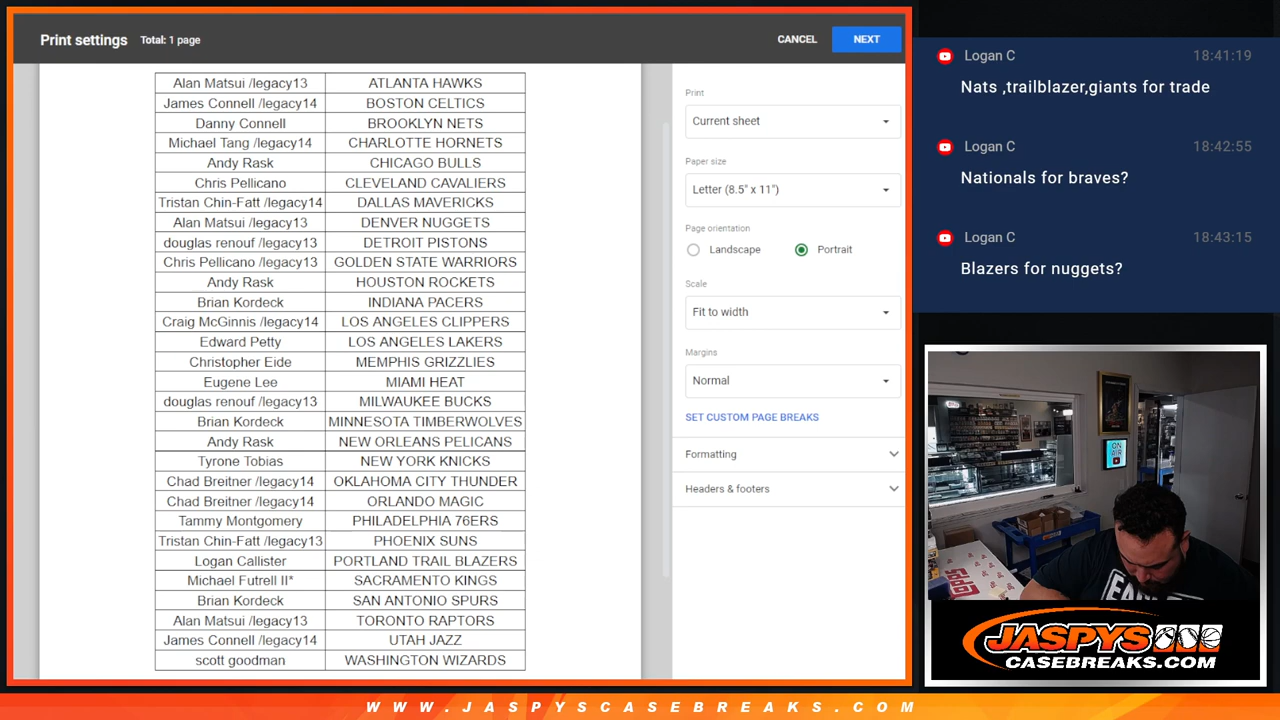 Print settings
Total: 1 page
CANCEL
NEXT
Alan Matsui /legacy13 ATLANTA HAWKS
James Connell /legacy14 BOSTON CELTICS
Danny Connell BROOKLYN NETS
Michael Tang /legacy14 CHARLOTTE HORNETS
Andy Rask CHICAGO BULLS
Chris Pellicano CLEVELAND CAVALIERS
Tristan Chin-Fatt /legacy14 DALLAS MAVERICKS
Alan Matsui /legacy13 DENVER NUGGETS
douglas renouf /legacy13 DETROIT PISTONS
Chris Pellicano /legacy13 GOLDEN STATE WARRIORS
Andy Rask HOUSTON ROCKETS
Brian Kordeck INDIANA PACERS
Craig McGinnis /legacy14 LOS ANGELES CLIPPERS
Edward Petty LOS ANGELES LAKERS
Christopher Eide MEMPHIS GRIZZLIES
Eugene Lee MIAMI HEAT
douglas renouf /legacy13 MILWAUKEE BUCKS
Brian Kordeck MINNESOTA TIMBERWOLVES
Andy Rask NEW ORLEANS PELICANS
Tyrone Tobias NEW YORK KNICKS
Chad Breitner /legacy14 OKLAHOMA CITY THUNDER
Chad Breitner /legacy14 ORLANDO MAGIC
Tammy Montgomery PHILADELPHIA 76ERS
Tristan Chin-Fatt /legacy13 PHOENIX SUNS
Logan Callister PORTLAND TRAIL BLAZERS
Michael Futrell II* SACRAMENTO KINGS
Brian Kordeck SAN ANTONIO SPURS
Alan Matsui /legacy13 TORONTO RAPTORS
James Connell /legacy14 UTAH JAZZ
scott goodman WASHINGTON WIZARDS
Print
Current sheet
Paper size
Letter (8.5" x 11")
Page orientation
Landscape
Portrait
Scale
Fit to width
Margins
Normal
SET CUSTOM PAGE BREAKS
Formatting
Headers & footers
Logan C 18:41:19
Nats ,trailblazer,giants for trade
Logan C 18:42:55
Nationals for braves?
Logan C 18:43:15
Blazers for nuggets?
ON
AIR
topps
JASPYS
CASEBREAKS.COM
WWW.JASPYSCASEBREAKS.COM